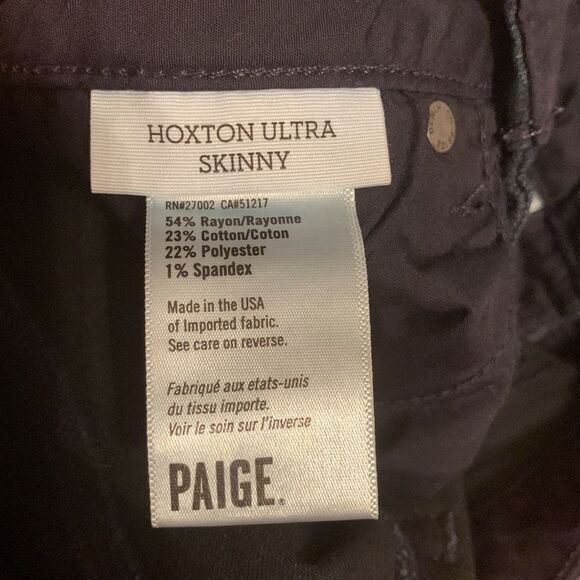 HOXTON ULTRA
SKINNY
RN#27002 CA#51217
54% Rayon/Rayonne
23% Cotton/Coton
22% Polyester
1% Spandex
Made in the USA
of Imported fabric.
See care on reverse.
Fabriqué aux etats-unis
du tissu importe.
Voir le soin sur l'inverse
PAIGE®